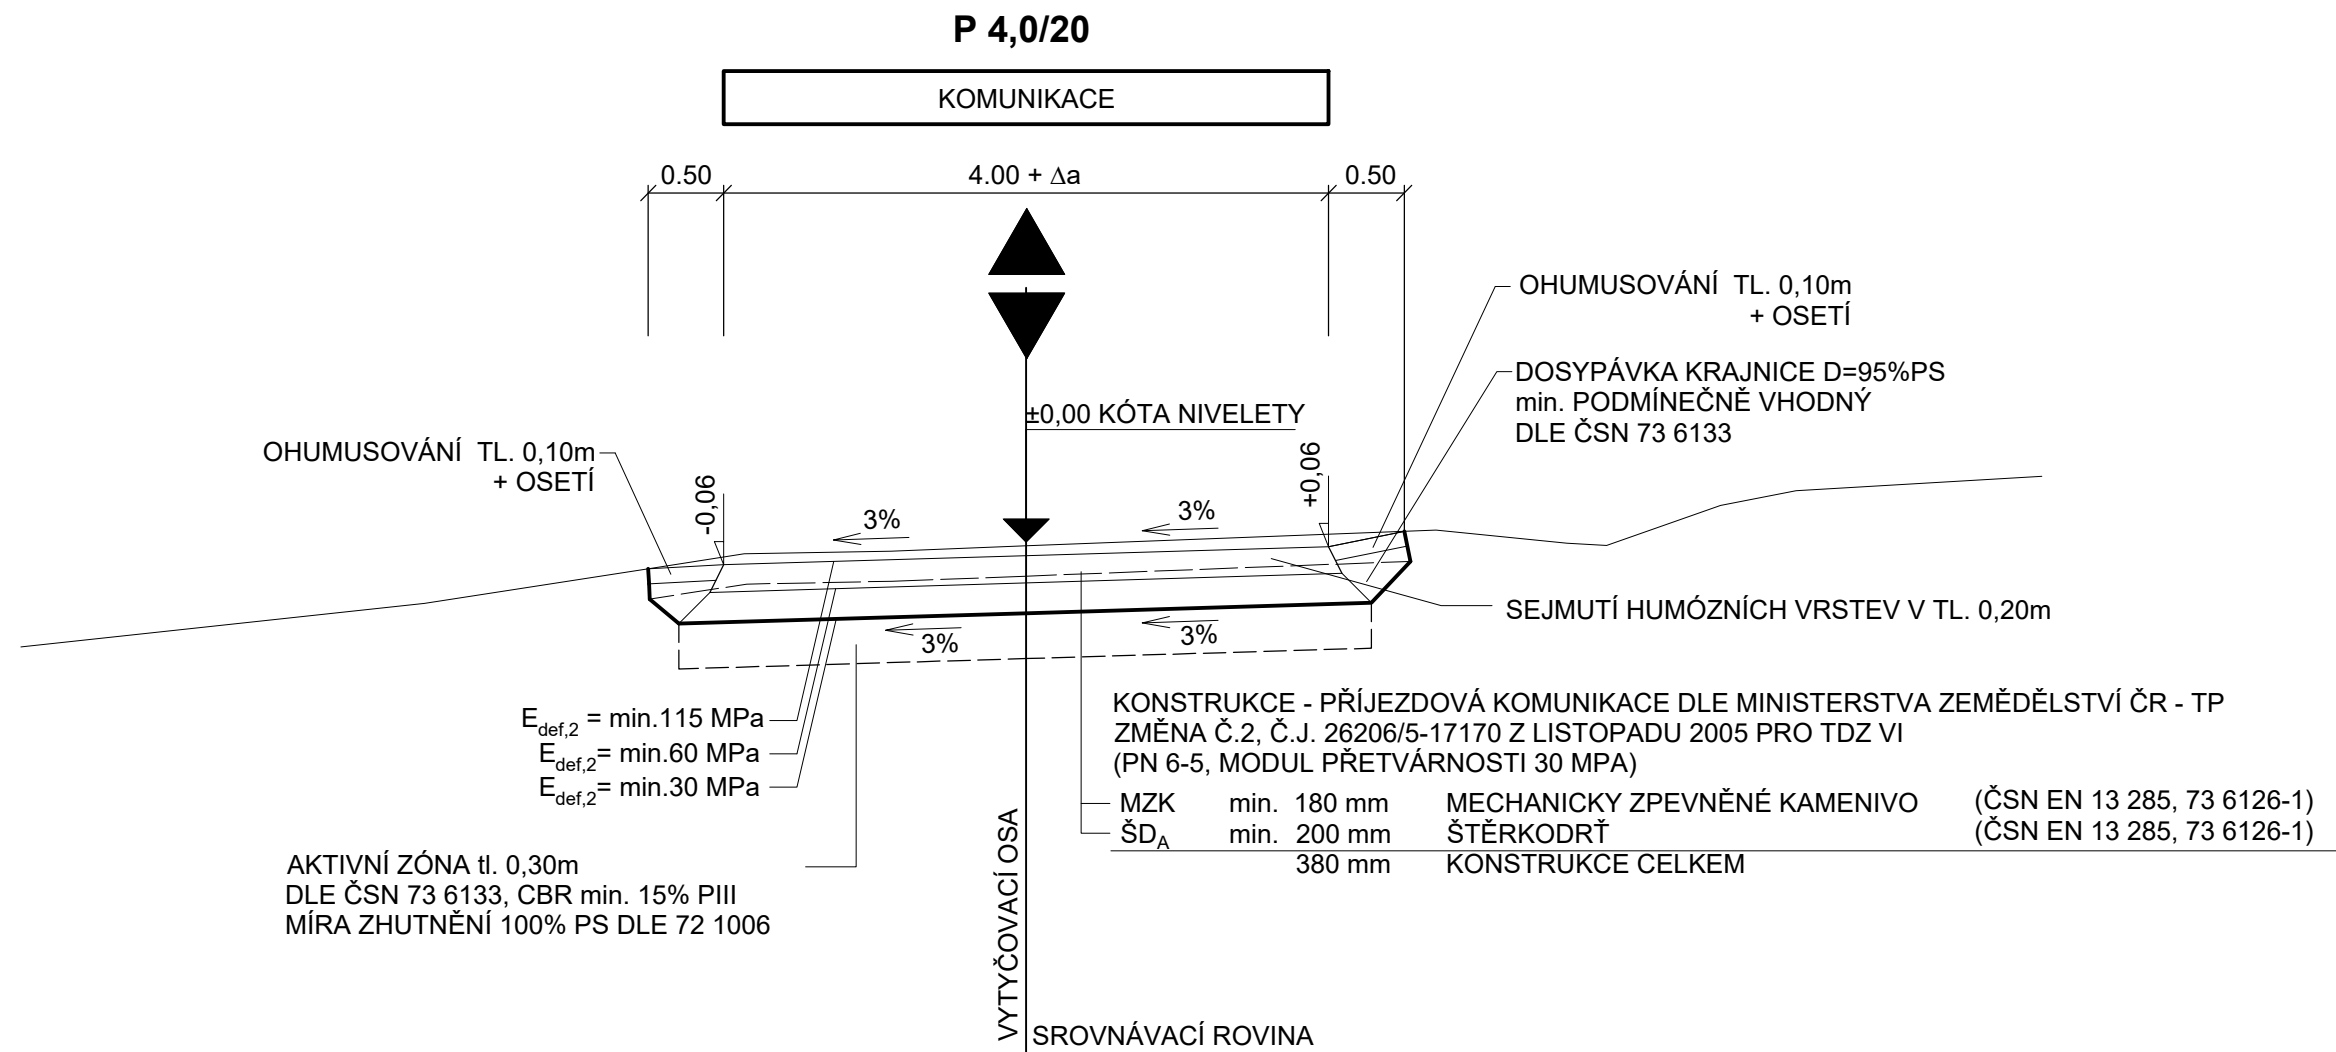 P 4,0/20
KOMUNIKACE
0.50
4.00 + ∆a
0.50
OHUMUSOVÁNÍ TL. 0,10m
+ OSETÍ
DOSYPÁVKA KRAJNICE D=95%PS
min. PODMÍNEČNĚ VHODNÝ
DLE ČSN 73 6133
±0,00 KÓTA NIVELETY
OHUMUSOVÁNÍ TL. 0,10m
+ OSETÍ
-0,06
+0,06
3%
3%
SEJMUTÍ HUMÓZNÍCH VRSTEV V TL. 0,20m
3%
3%
Edef,2 = min.115 MPa
Edef,2= min.60 MPa
Edef,2= min.30 MPa
KONSTRUKCE - PŘÍJEZDOVÁ KOMUNIKACE DLE MINISTERSTVA ZEMĚDĚLSTVÍ ČR - TP
ZMĚNA Č.2, Č.J. 26206/5-17170 Z LISTOPADU 2005 PRO TDZ VI
(PN 6-5, MODUL PŘETVÁRNOSTI 30 MPA)
MZK min. 180 mm MECHANICKY ZPEVNĚNÉ KAMENIVO (ČSN EN 13 285, 73 6126-1)
ŠDA min. 200 mm ŠTĚRKODRŤ (ČSN EN 13 285, 73 6126-1)
380 mm KONSTRUKCE CELKEM
AKTIVNÍ ZÓNA tl. 0,30m
DLE ČSN 73 6133, CBR min. 15% PIII
MÍRA ZHUTNĚNÍ 100% PS DLE 72 1006
VYTYČOVACÍ OSA
SROVNÁVACÍ ROVINA